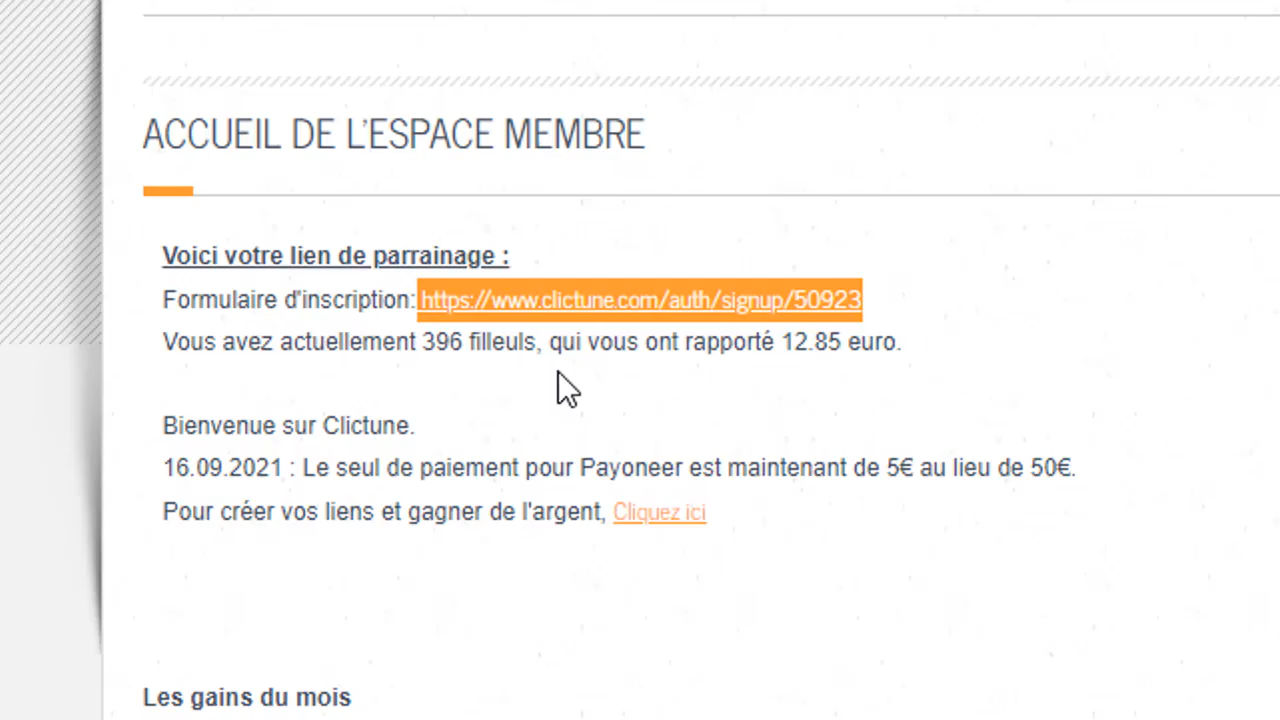 ACCUEIL DE L'ESPACE MEMBRE
Voici votre lien de parrainage :
Formulaire d'inscription: https://www.clictune.com/auth/signup/50923
Vous avez actuellement 396 filleuls, qui vous ont rapporté 12.85 euro.
Bienvenue sur Clictune.
16.09.2021 : Le seul de paiement pour Payoneer est maintenant de 5€ au lieu de 50€.
Pour créer vos liens et gagner de l'argent, Cliquez ici
Les gains du mois